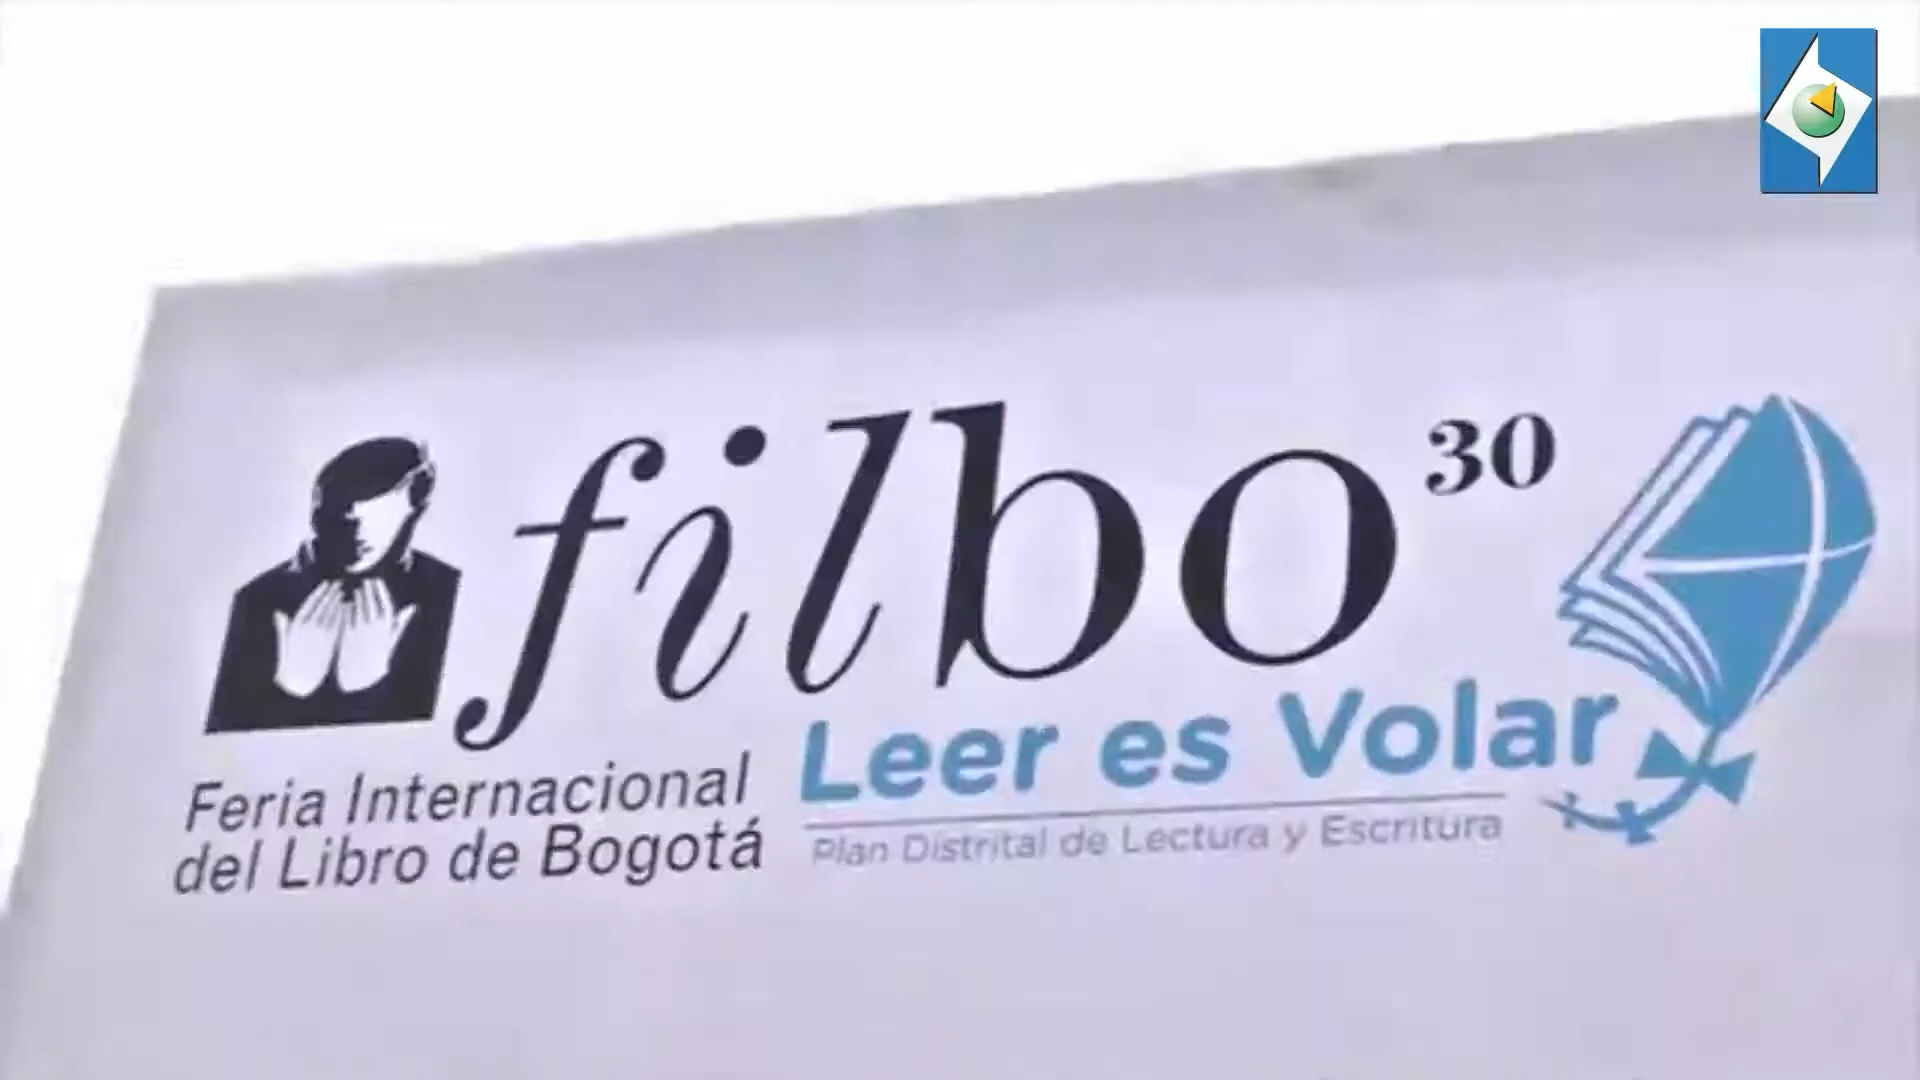 filbo 30
Feria Internacional
del Libro de Bogotá
Leer es Volar
Plan Distrital de Lectura y Escritura